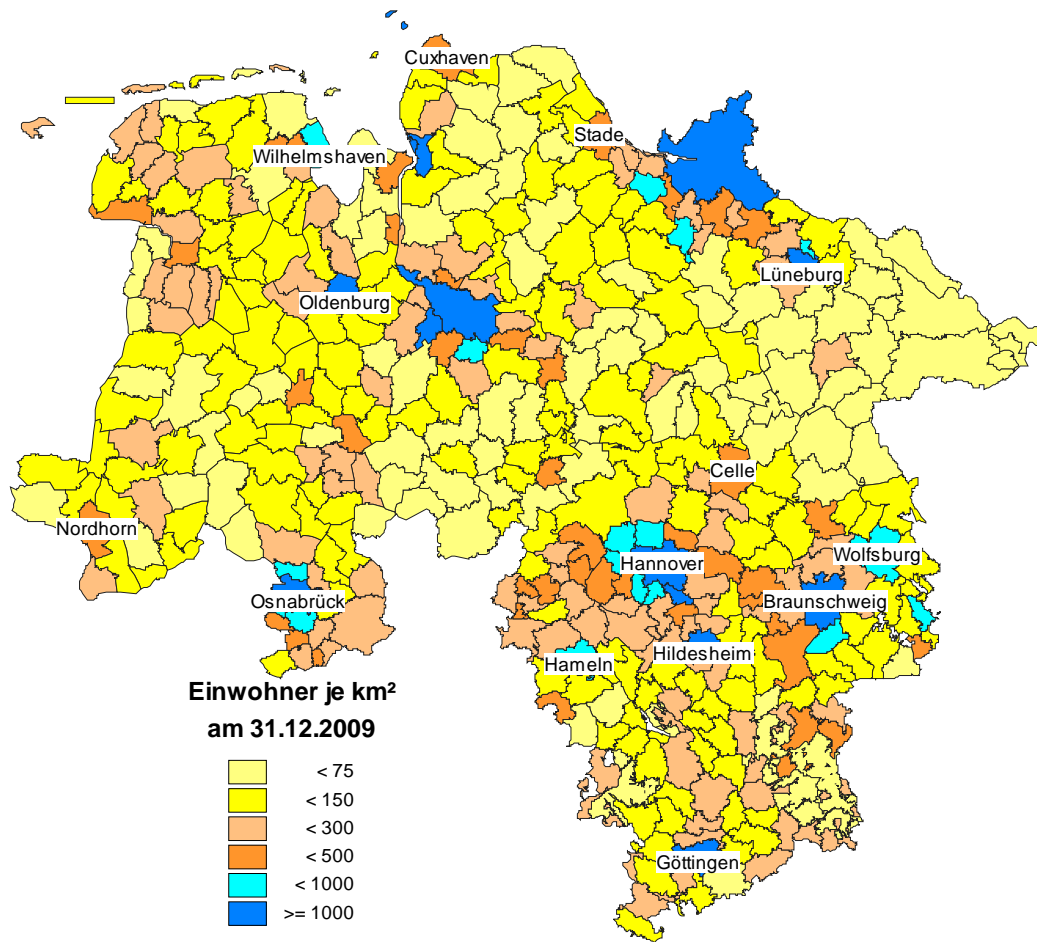 Cuxhaven
Stade
Wilhelmshaven
Lüneburg
Oldenburg
Celle
Nordhorn
Hannover
Wolfsburg
Osnabrück
Braunschweig
Hameln
Hildesheim
Göttingen
Einwohner je km²
am 31.12.2009
< 75
< 150
< 300
< 500
< 1000
>= 1000